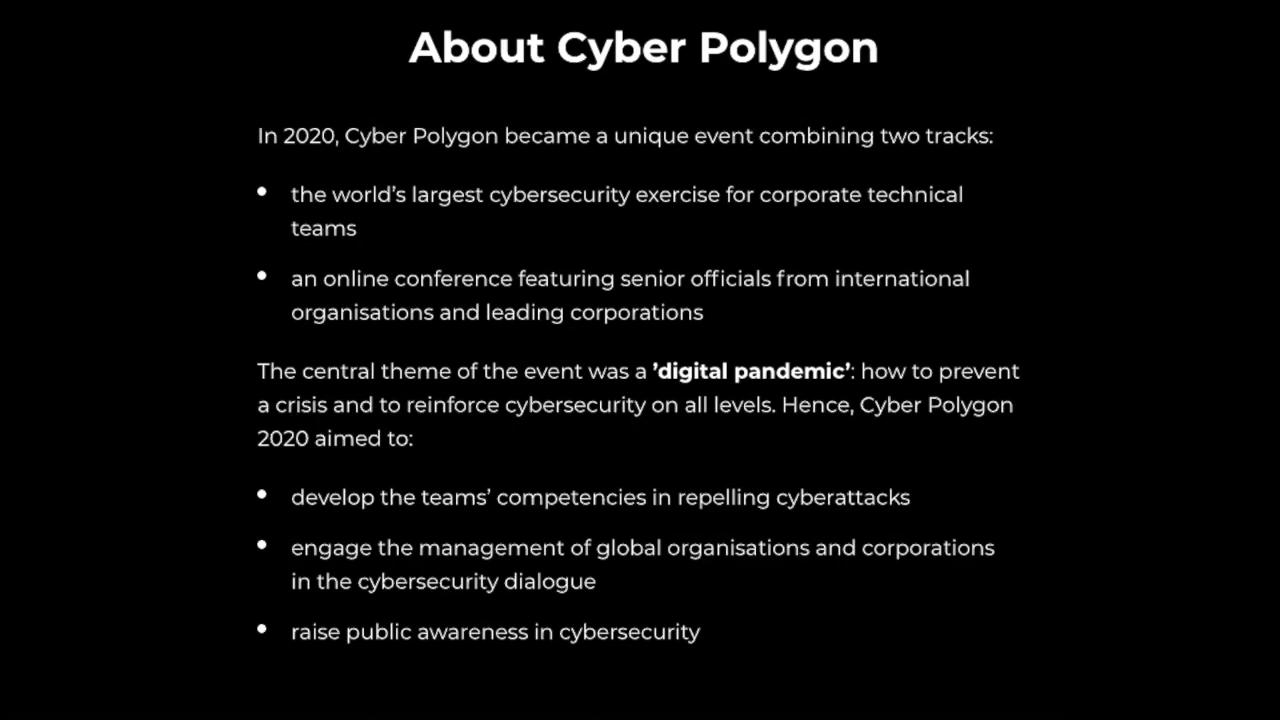 About Cyber Polygon
In 2020, Cyber Polygon became a unique event combining two tracks:
• the world’s largest cybersecurity exercise for corporate technical
teams
• an online conference featuring senior officials from international
organisations and leading corporations
The central theme of the event was a ’digital pandemic’: how to prevent
a crisis and to reinforce cybersecurity on all levels. Hence, Cyber Polygon
2020 aimed to:
• develop the teams’ competencies in repelling cyberattacks
• engage the management of global organisations and corporations
in the cybersecurity dialogue
• raise public awareness in cybersecurity